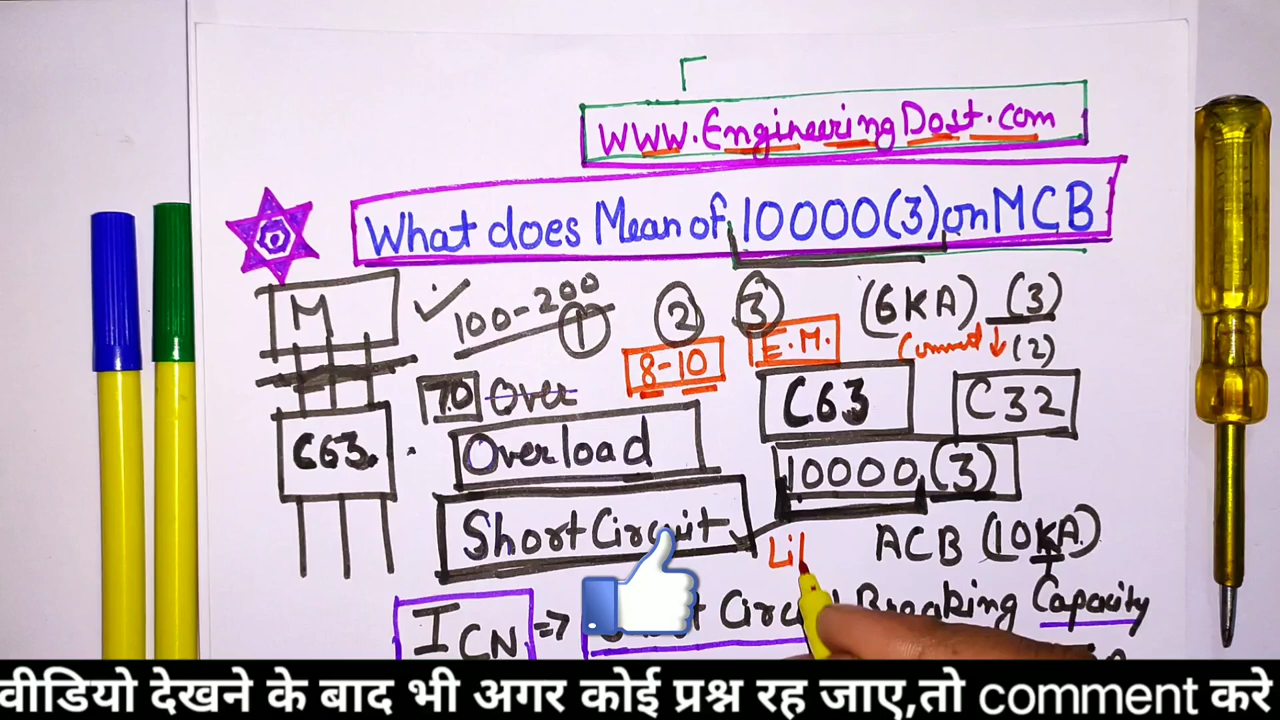 www.EngineeringDost.com
What does Mean of 10000(3) on MCB
M
100-200
1 2 3
(6KA) (3)
(2)
8-10
E.M.
70 Over
C63
C32
C63
Overload
10000 (3)
Short Circuit
Lil
ACB (10KA)
ICN => Circu Breaking Capacity
वीडियो देखने के बाद भी अगर कोई प्रश्न रह जाए,तो comment करे